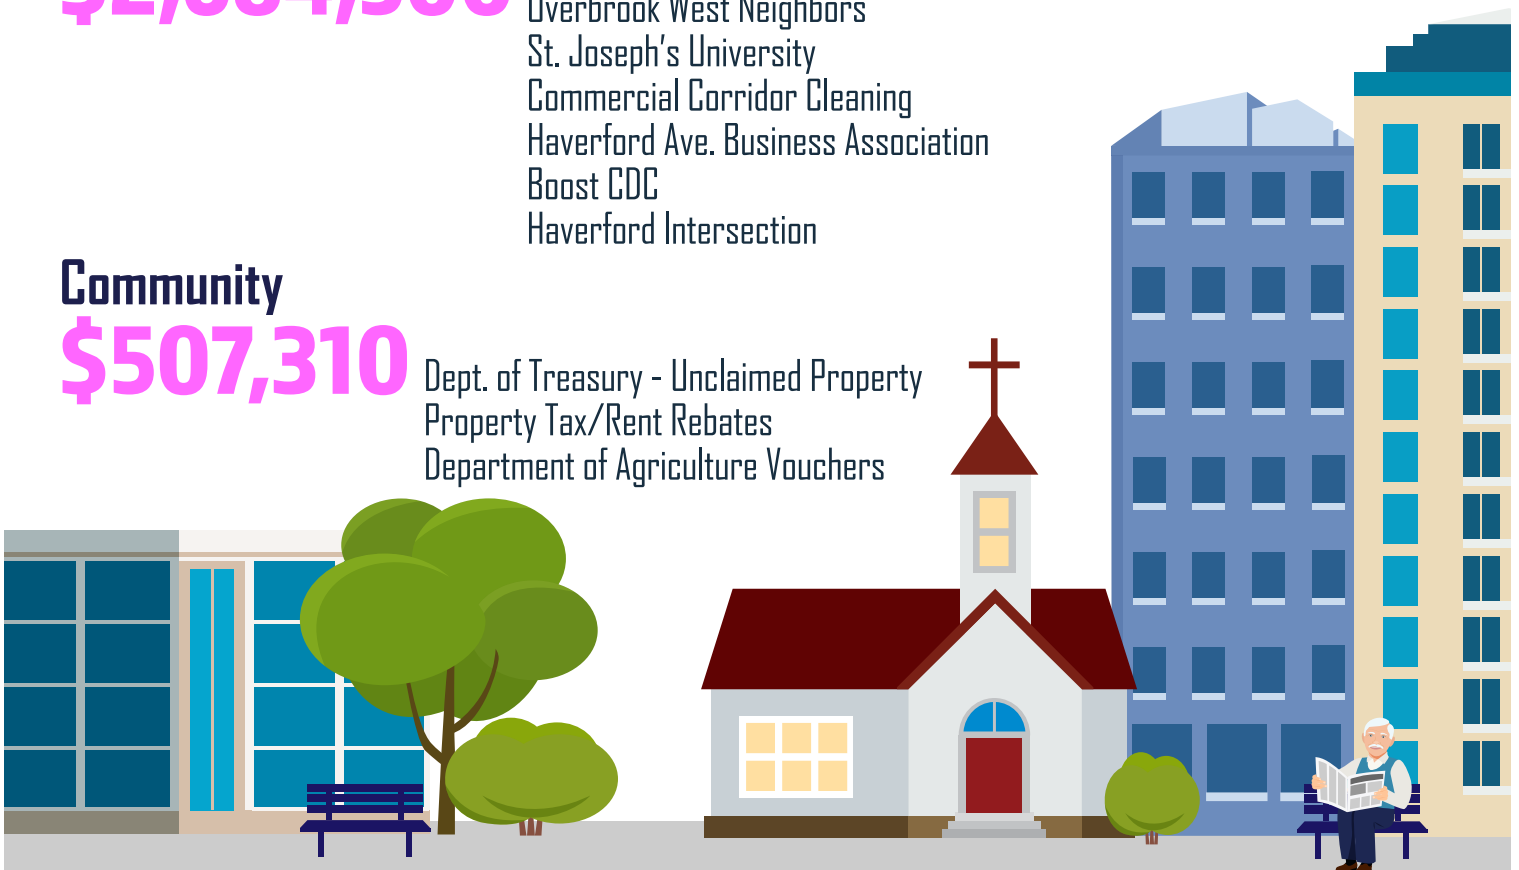 Overbrook West Neighbors
St. Joseph's University
Commercial Corridor Cleaning
Haverford Ave. Business Association
Boost CDC
Haverford Intersection
Community
$507,310
Dept. of Treasury - Unclaimed Property
Property Tax/Rent Rebates
Department of Agriculture Vouchers